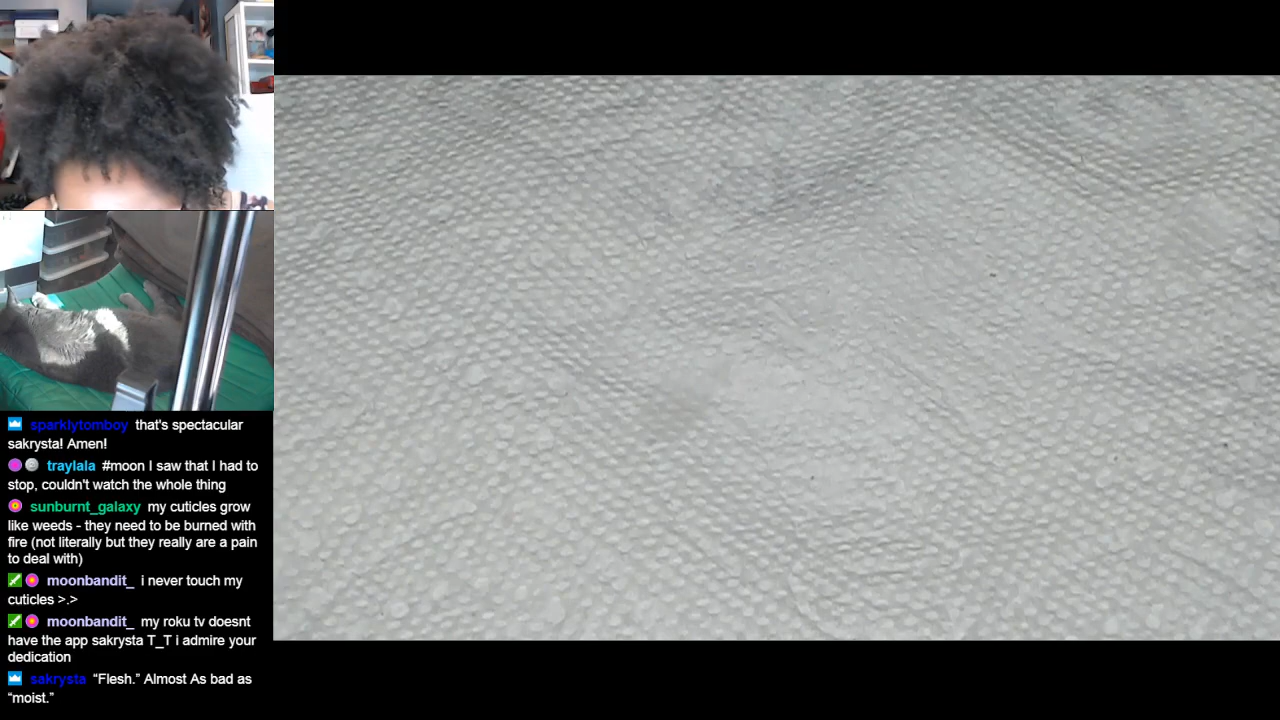 sparklytomboy that's spectacular
sakrysta! Amen!
traylala #moon I saw that I had to
stop, couldn't watch the whole thing
sunburnt_galaxy my cuticles grow
like weeds - they need to be burned with
fire (not literally but they really are a pain
to deal with)
moonbandit_ i never touch my
cuticles >.>
moonbandit_ my roku tv doesnt
have the app sakrysta T_T i admire your
dedication
sakrysta “Flesh.” Almost As bad as
“moist.”